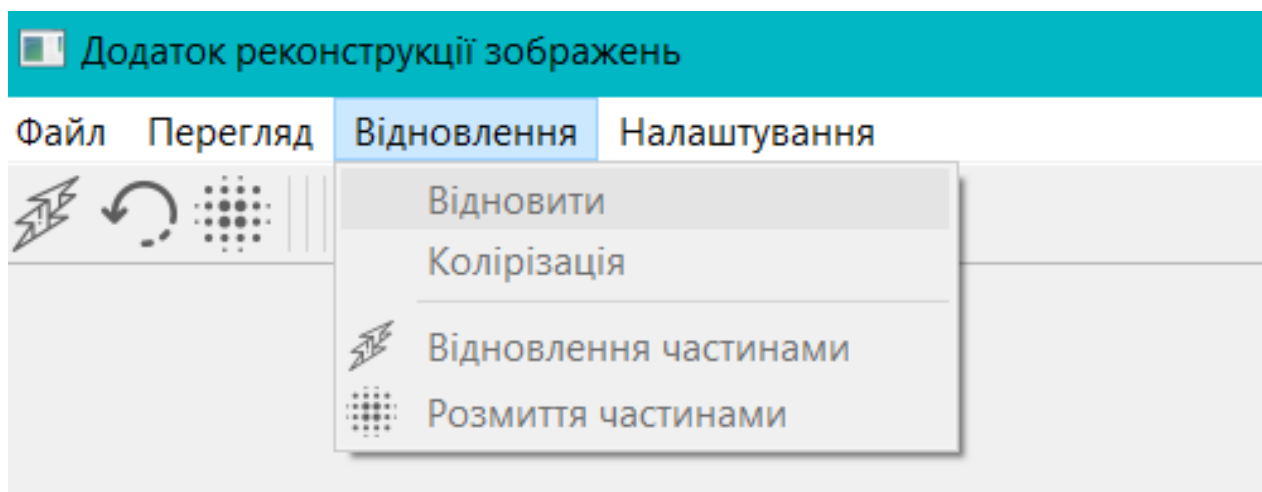 Додаток реконструкції зображень
Файл Перегляд Відновлення Налаштування
Відновити
Колірізація
Відновлення частинами
Розмиття частинами